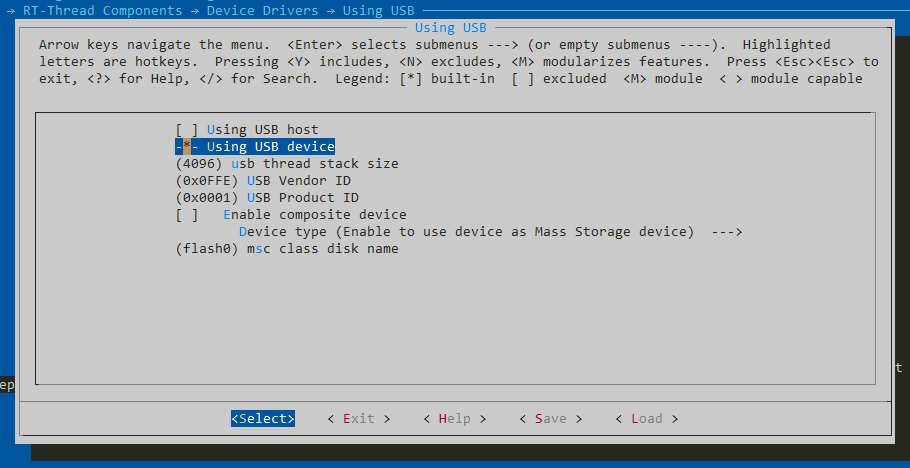 → RT-Thread Components → Device Drivers → Using USB
Using USB
Arrow keys navigate the menu.  <Enter> selects submenus ---> (or empty submenus ----).  Highlighted
letters are hotkeys.  Pressing <Y> includes, <N> excludes, <M> modularizes features.  Press <Esc><Esc> to
exit, <?> for Help, </> for Search.  Legend: [*] built-in  [ ] excluded  <M> module  < > module capable
[ ] Using USB host
-*- Using USB device
(4096) usb thread stack size
(0x0FFE) USB Vendor ID
(0x0001) USB Product ID
[ ]   Enable composite device
Device type (Enable to use device as Mass Storage device)  --->
(flash0) msc class disk name
t
ep
<Select>    < Exit >    < Help >    < Save >    < Load >